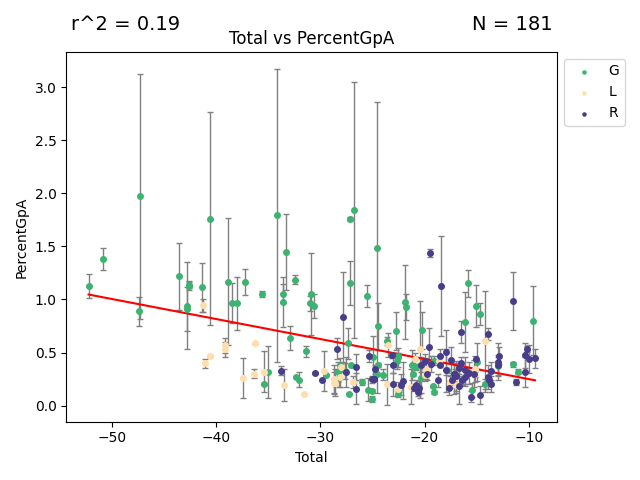 r^2 = 0.19
N = 181
Total vs PercentGpA
G
L
R
PercentGpA
3.0
2.5
2.0
1.5
1.0
0.5
0.0
−50
−40
−30
−20
−10
Total